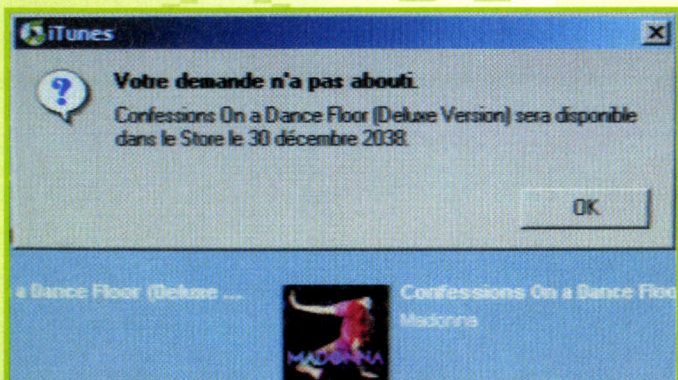 iTunes
Votre demande n'a pas abouti.
Confessions On a Dance Floor (Deluxe Version) sera disponible
dans le Store le 30 décembre 2038.
OK
a Dance Floor (Deluxe ...
Confessions On a Dance Floo
Madonna
MADONNA